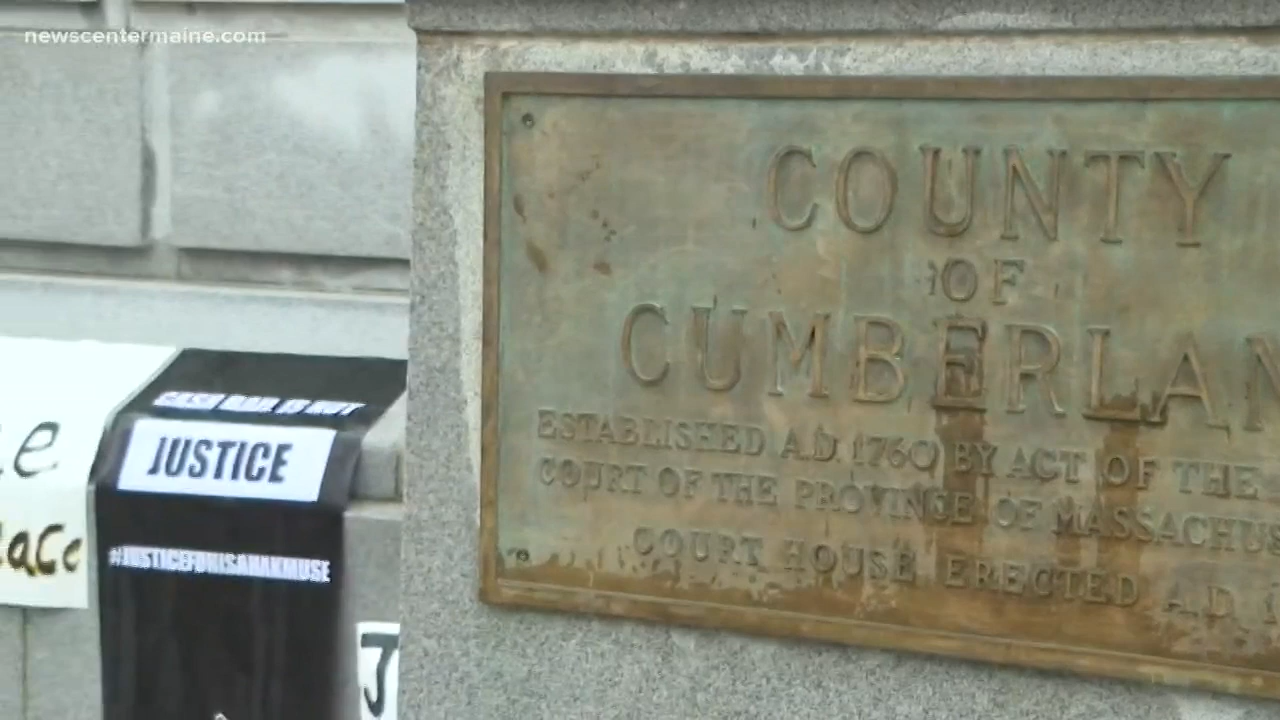 newscentermaine.com
COUNTY
OF
CUMBERLAN
ESTABLISHED A.D. 1760 BY ACT OF THE
COURT OF THE PROVINCE OF MASSACHUS
COURT HOUSE ERECTED A.D. 1
CASH BAIL IS NOT
JUSTICE
#JUSTICEFORISAHAKMUSE
J